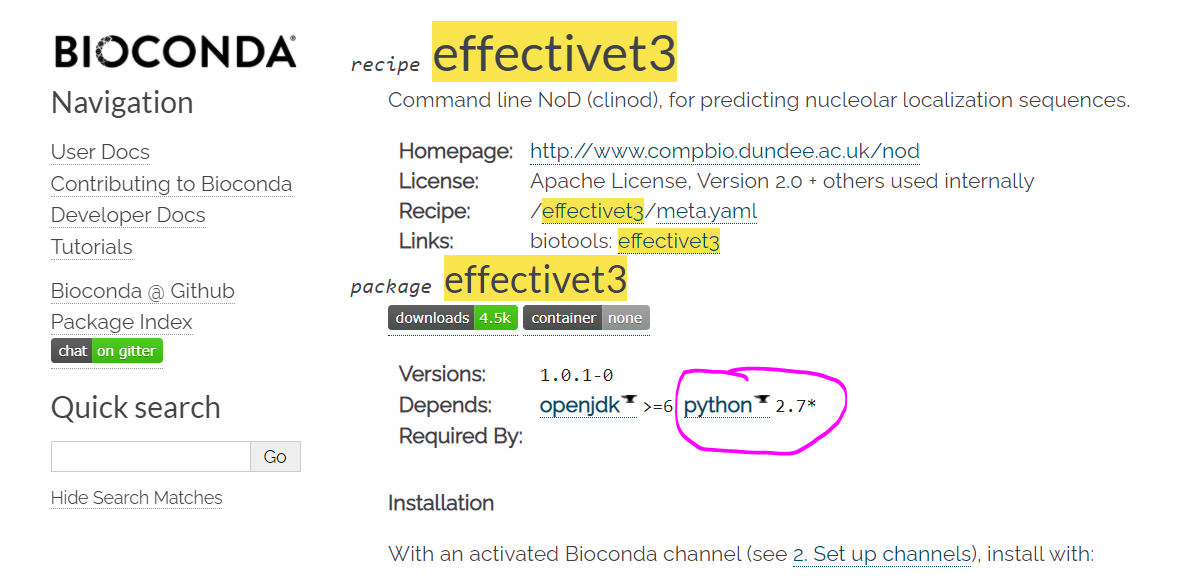 BIOCONDA®
Navigation
User Docs
Contributing to Bioconda
Developer Docs
Tutorials
Bioconda @ Github
Package Index
chat on gitter
Quick search
Go
Hide Search Matches
recipe effectivet3
Command line NoD (clinod), for predicting nucleolar localization sequences.
Homepage: http://www.compbio.dundee.ac.uk/nod
License: Apache License, Version 2.0 + others used internally
Recipe: /effectivet3/meta.yaml
Links: biotools: effectivet3
package effectivet3
downloads 4.5k container none
Versions: 1.0.1-0
Depends: openjdk >=6 python 2.7*
Required By:
Installation
With an activated Bioconda channel (see 2. Set up channels), install with: